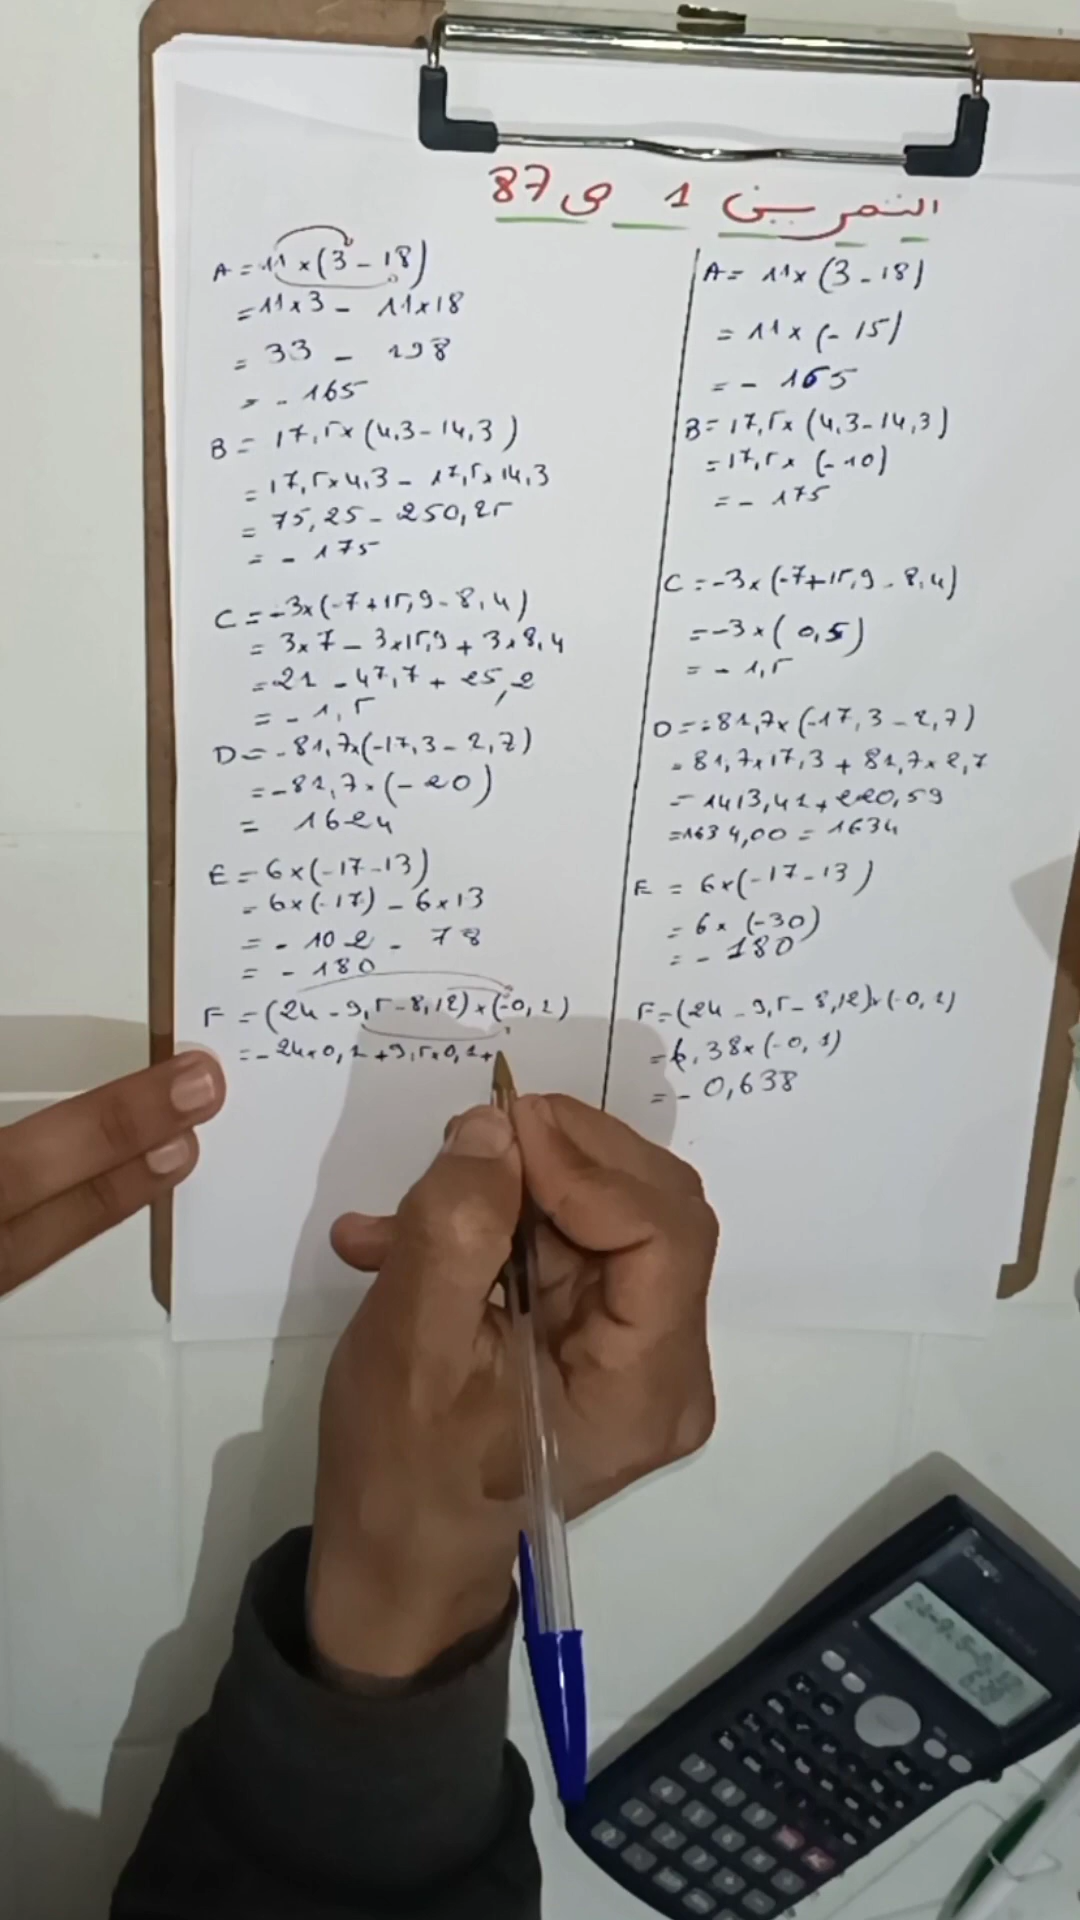 التمرين 1 ص 87
A = 11 × (3 - 18)
= 11 × 3 - 11 × 18
= 33 - 198
= - 165
B = 17,5 × (4,3 - 14,3)
= 17,5 × 4,3 - 17,5 × 14,3
= 75,25 - 250,25
= - 175
C = -3 × (-7 + 15,9 - 8,4)
= 3 × 7 - 3 × 15,9 + 3 × 8,4
= 21 - 47,7 + 25,2
= - 1,5
D = - 81,7 × (-17,3 - 2,7)
= - 81,7 × (- 20)
= 1624
E = 6 × (-17 - 13)
= 6 × (-17) - 6 × 13
= - 102 - 78
= - 180
F = (24 - 9,5 - 8,12) × (-0,1)
= - 24 × 0,1 + 9,5 × 0,1 +
A = 11 × (3 - 18)
= 11 × (- 15)
= - 165
B = 17,5 × (4,3 - 14,3)
= 17,5 × (-10)
= - 175
C = -3 × (-7 + 15,9 - 8,4)
= -3 × (0,5)
= - 1,5
D = - 81,7 × (-17,3 - 2,7)
= 81,7 × 17,3 + 81,7 × 2,7
= 1413,41 + 220,59
= 1634,00 = 1634
E = 6 × (-17 - 13)
= 6 × (-30)
= - 180
F = (24 - 9,5 - 8,12) × (-0,1)
= 6,38 × (-0,1)
= - 0,638